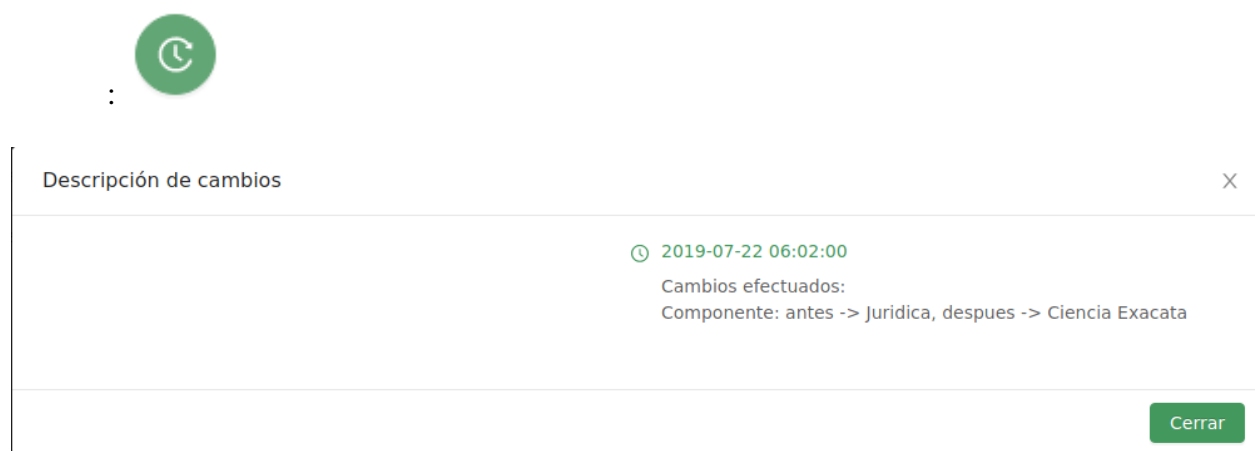 :
Descripción de cambios
2019-07-22 06:02:00
Cambios efectuados:
Componente: antes -> Juridica, despues -> Ciencia Exacata
Cerrar